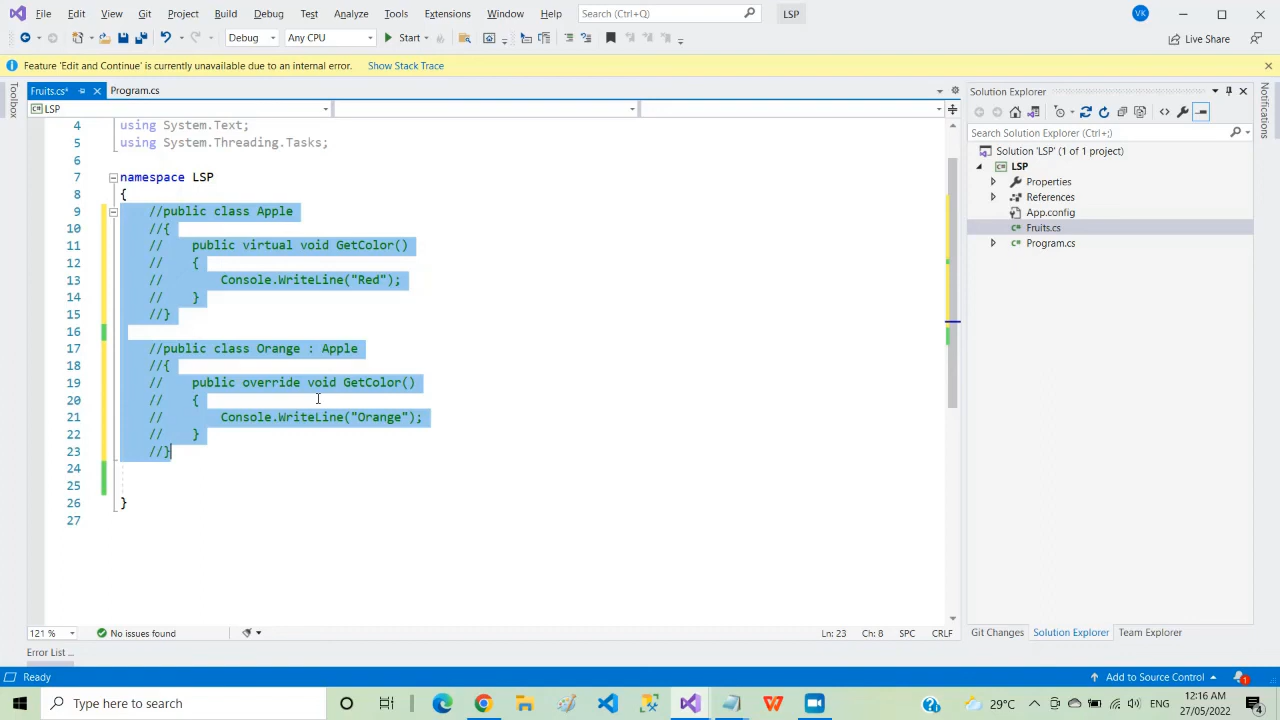 File Edit View Git Project Build Debug Test Analyze Tools Extensions Window Help Search (Ctrl+Q) LSP VK
Debug Any CPU Start Live Share
Feature 'Edit and Continue' is currently unavailable due to an internal error. Show Stack Trace
Toolbox
Fruits.cs* Program.cs
LSP
4 using System.Text;
5 using System.Threading.Tasks;
6
7 namespace LSP
8 {
9 //public class Apple
10 //{
11 // public virtual void GetColor()
12 // {
13 // Console.WriteLine("Red");
14 // }
15 //}
16
17 //public class Orange : Apple
18 //{
19 // public override void GetColor()
20 // {
21 // Console.WriteLine("Orange");
22 // }
23 //}
24
25
26 }
27
121 % No issues found Ln: 23 Ch: 8 SPC CRLF
Error List ...
Solution Explorer
Search Solution Explorer (Ctrl+;)
Solution 'LSP' (1 of 1 project)
LSP
Properties
References
App.config
Fruits.cs
Program.cs
Git Changes Solution Explorer Team Explorer
Notifications
Ready Add to Source Control 1
Type here to search 29°C ENG 12:16 AM
27/05/2022 4